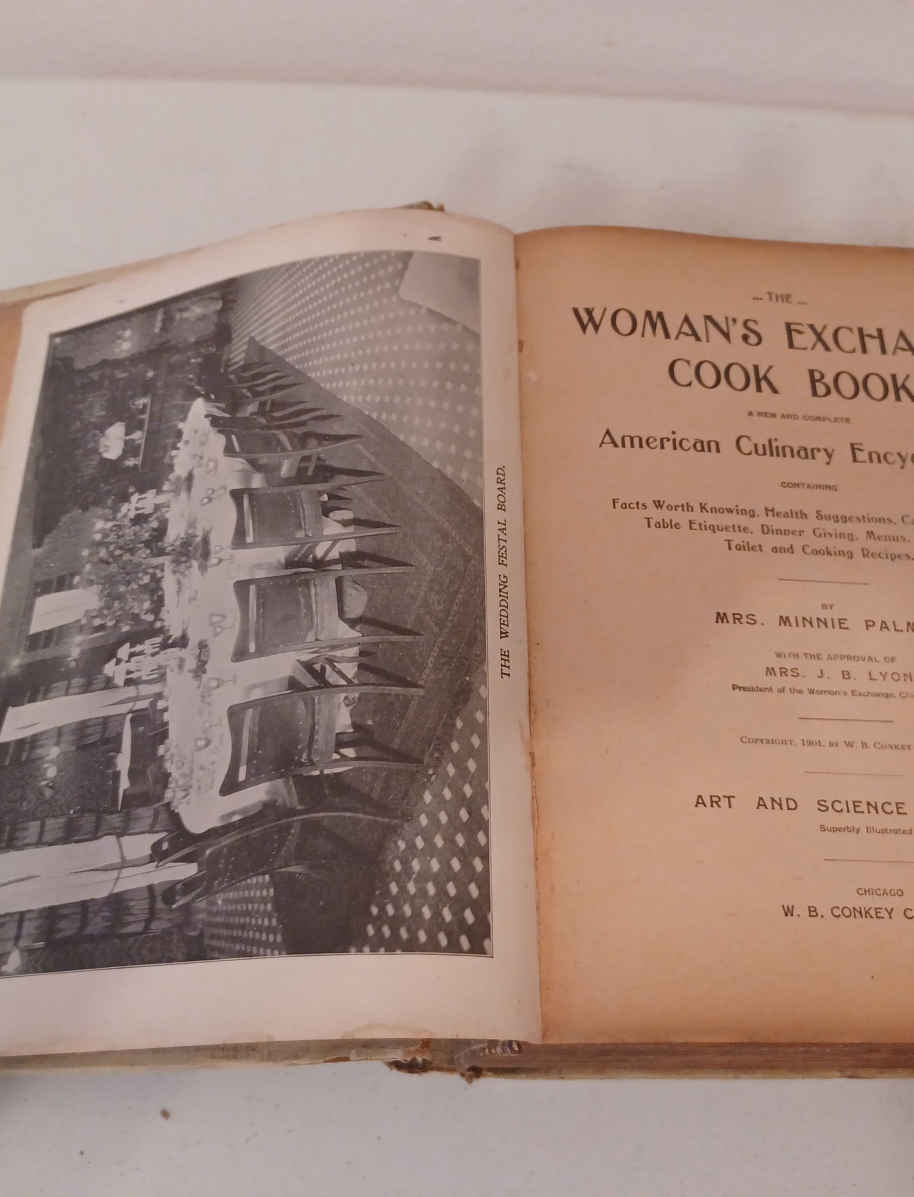 THE WEDDING FESTAL BOARD.
... THE ...
WOMAN'S EXCHA
COOK BOOK
A NEW AND COMPLETE
American Culinary Ency
CONTAINING
Facts Worth Knowing, Health Suggestions, C
Table Etiquette, Dinner Giving, Menus,
Toilet and Cooking Recipes,
BY
MRS. MINNIE PALM
WITH THE APPROVAL OF
MRS. J. B. LYON
President of the Woman's Exchange, Ch
COPYRIGHT, 1901, BY W. B. CONKEY
ART AND SCIENCE
Superbly Illustrated
CHICAGO
W. B. CONKEY C